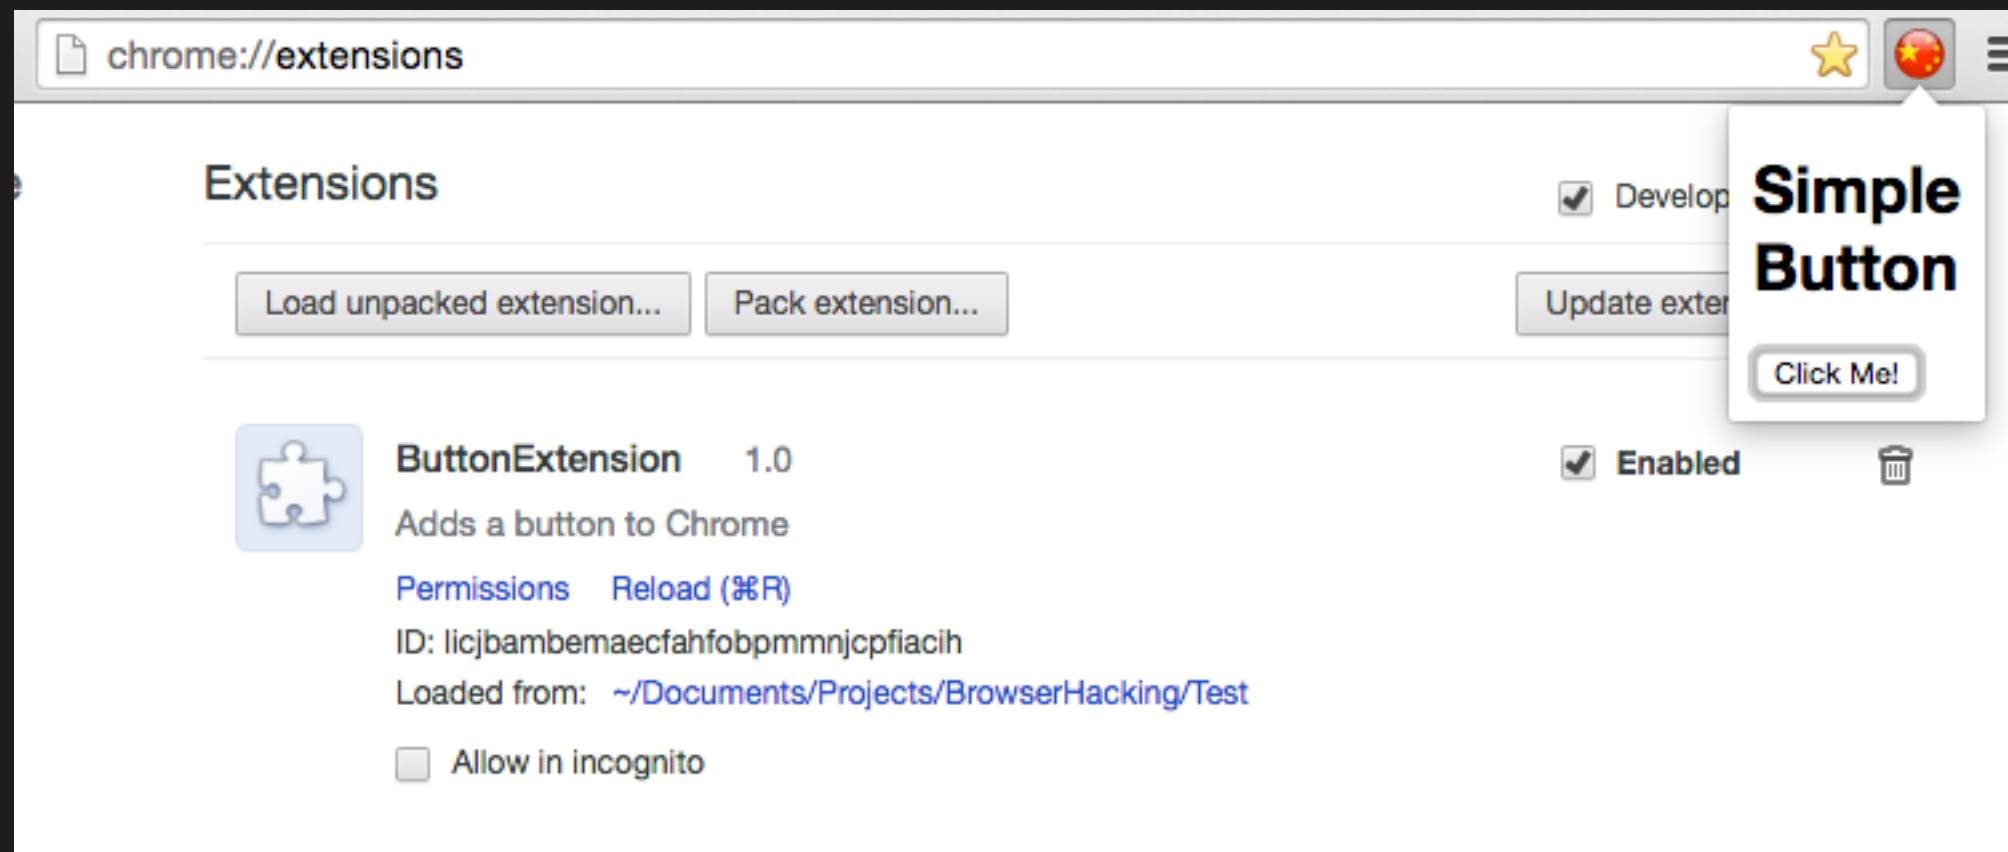 chrome://extensions
Extensions
Develop
Simple
Button
Load unpacked extension...
Pack extension...
Update exter
Click Me!
ButtonExtension 1.0
Enabled
Adds a button to Chrome
Permissions Reload (⌘R)
ID: licjbambemaecfahfobpmmnjcpfiacih
Loaded from: ~/Documents/Projects/BrowserHacking/Test
Allow in incognito